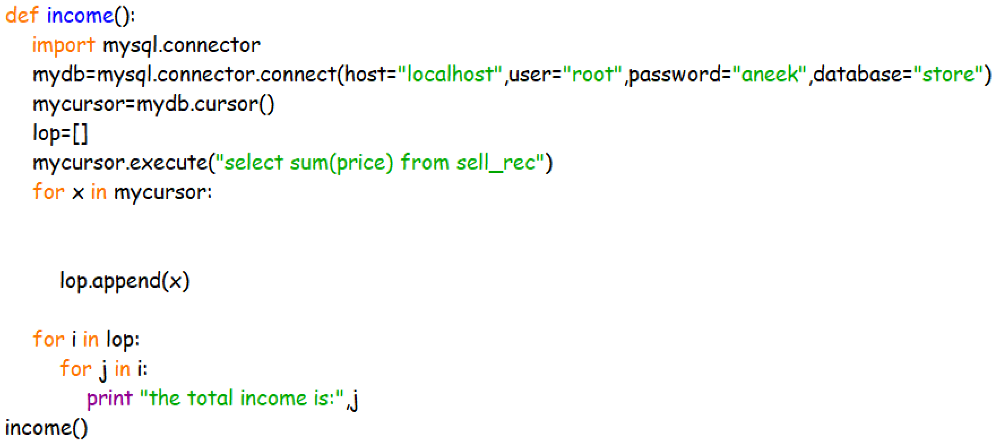 def income():
    import mysql.connector
    mydb=mysql.connector.connect(host="localhost",user="root",password="aneek",database="store")
    mycursor=mydb.cursor()
    lop=[]
    mycursor.execute("select sum(price) from sell_rec")
    for x in mycursor:
        lop.append(x)
    for i in lop:
        for j in i:
            print "the total income is:",j
income()